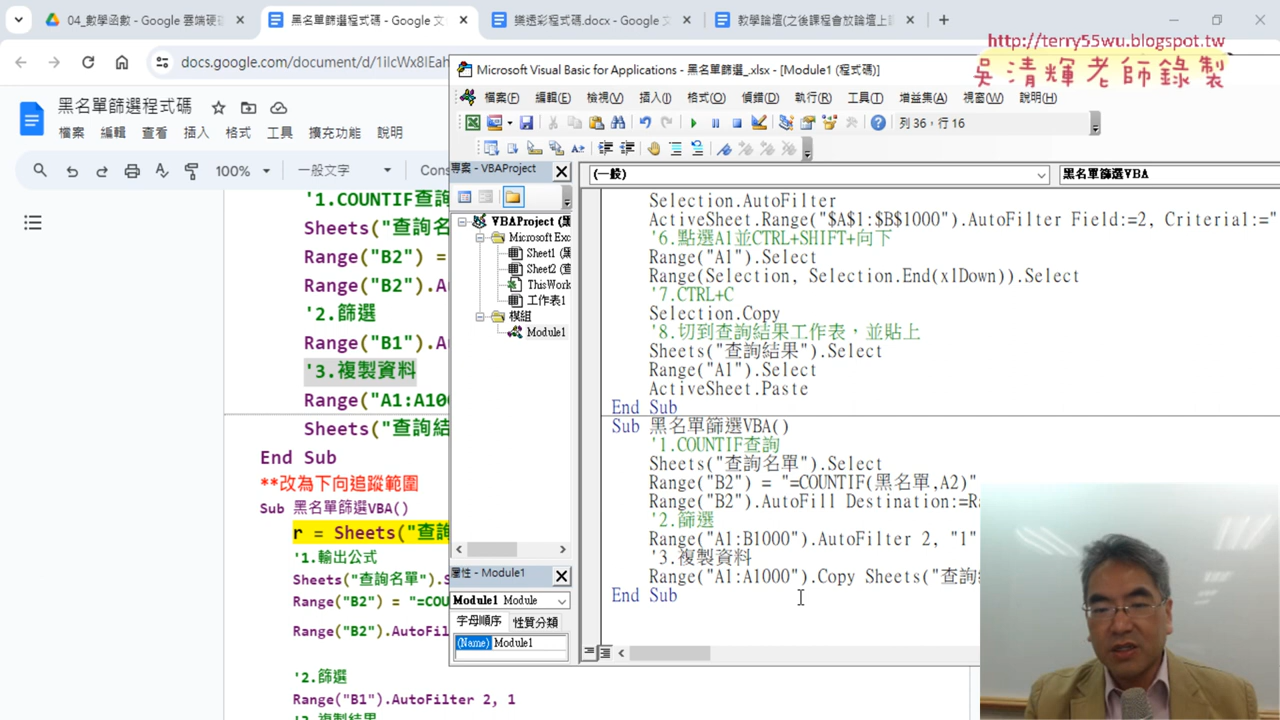 04_數學函數 - Google 雲端硬
黑名單篩選程式碼 - Google 文
樂透彩程式碼.docx - Google 文
教學論壇(之後課程會放論壇上課
http://terry55wu.blogspot.tw
吳清輝老師錄製
docs.google.com/document/d/1ilcWx8lEah
黑名單篩選程式碼
檔案 編輯 查看 插入 格式 工具 擴充功能 說明
100% 一般文字 Cons
'1.COUNTIF查詢
Sheets("查詢名
Range("B2") =
Range("B2").Au
'2.篩選
Range("B1").Au
'3.複製資料
Range("A1:A100
Sheets("查詢結
End Sub
**改為下向追蹤範圍
Sub 黑名單篩選VBA()
r = Sheets("查詢
'1.輸出公式
Sheets("查詢名單").S
Range("B2") = "=COU
Range("B2").AutoFil
'2.篩選
Range("B1").AutoFilter 2, 1
Microsoft Visual Basic for Applications - 黑名單篩選_.xlsx - [Module1 (程式碼)]
檔案(F) 編輯(E) 檢視(V) 插入(I) 格式(O) 偵錯(D) 執行(R) 工具(T) 增益集(A) 視窗(W) 說明(H)
列 36, 行 16
專案 - VBAProject
VBAProject (黑
Microsoft Exc
Sheet1 (黑
Sheet2 (查
ThisWork
工作表1
模組
Module1
屬性 - Module1
Module1 Module
字母順序 性質分類
(Name) Module1
(一般) 黑名單篩選VBA
Selection.AutoFilter
ActiveSheet.Range("$A$1:$B$1000").AutoFilter Field:=2, Criteria1:="
'6.點選A1並CTRL+SHIFT+向下
Range("A1").Select
Range(Selection, Selection.End(xlDown)).Select
'7.CTRL+C
Selection.Copy
'8.切到查詢結果工作表，並貼上
Sheets("查詢結果").Select
Range("A1").Select
ActiveSheet.Paste
End Sub
Sub 黑名單篩選VBA()
'1.COUNTIF查詢
Sheets("查詢名單").Select
Range("B2") = "=COUNTIF(黑名單,A2)"
Range("B2").AutoFill Destination:=Ra
'2.篩選
Range("A1:B1000").AutoFilter 2, "1"
'3.複製資料
Range("A1:A1000").Copy Sheets("查詢結
End Sub